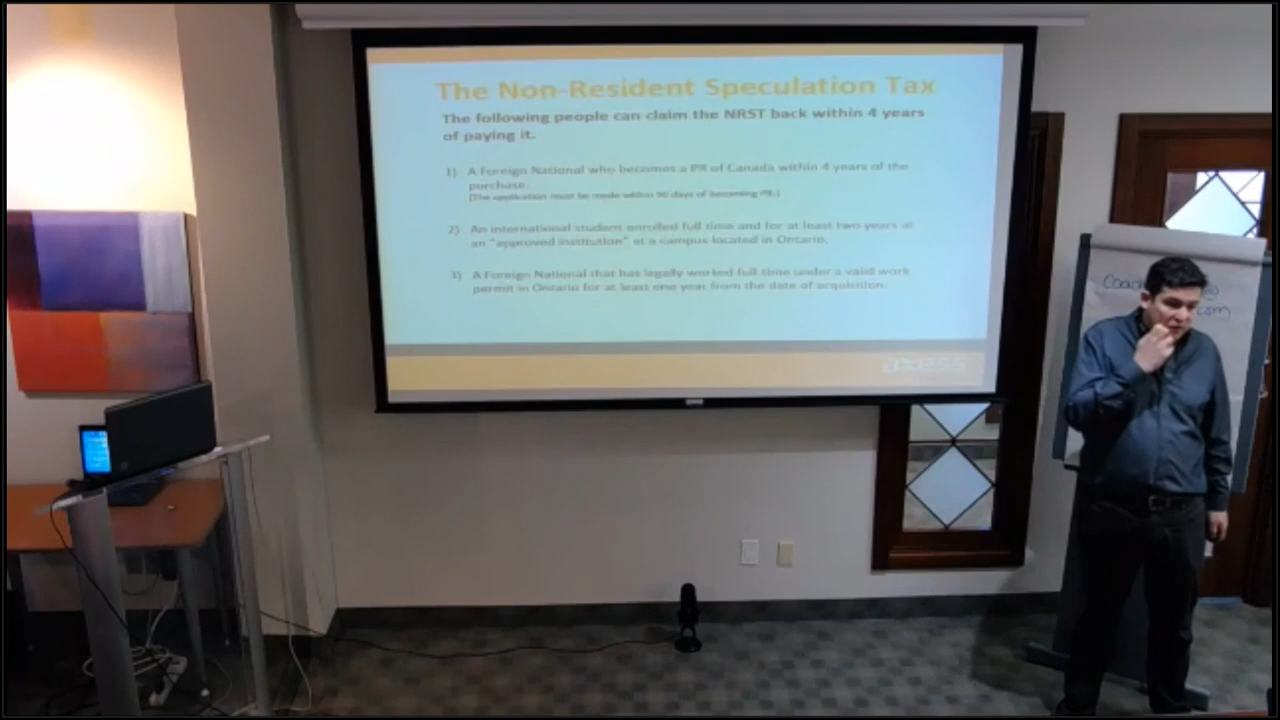 The Non-Resident Speculation Tax
The following people can claim the NRST back within 4 years
of paying it.
1) A Foreign National who becomes a PR of Canada within 4 years of the
purchase.
(The application must be made within 90 days of becoming PR.)
2) An international student enrolled full time and for at least two years at
an "approved institution" at a campus located in Ontario.
3) A Foreign National that has legally worked full time under a valid work
permit in Ontario for at least one year from the date of acquisition.
axess
Coach @
.com